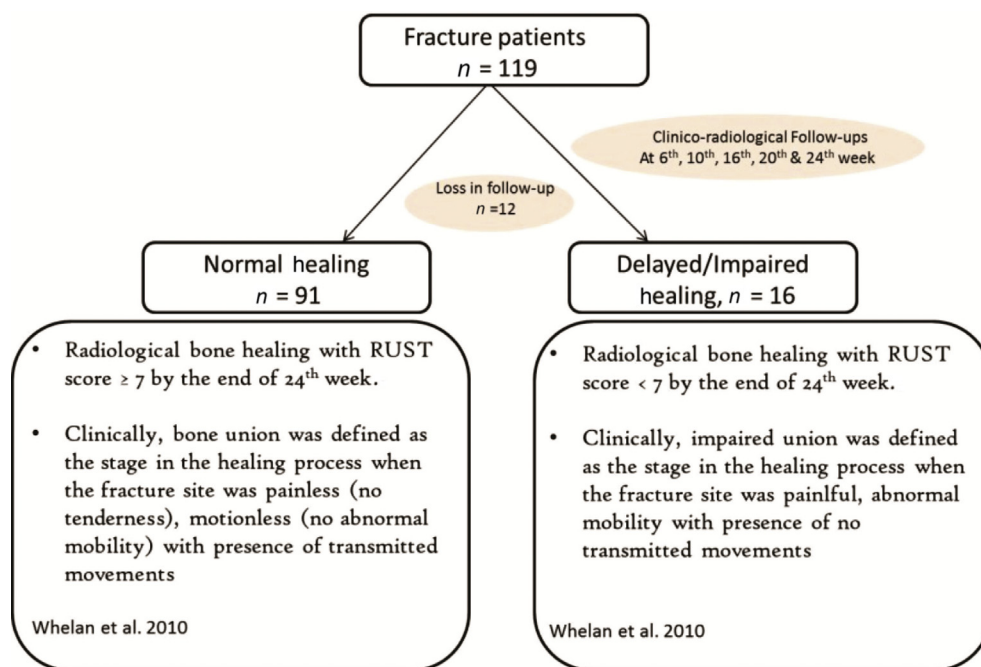 Fracture patients
n = 119
Clinico-radiological Follow-ups
At 6th, 10th, 16th, 20th & 24th week
Loss in follow-up
n =12
Normal healing
n = 91
Delayed/Impaired
healing, n = 16
• Radiological bone healing with RUST
score ≥ 7 by the end of 24th week.
• Clinically, bone union was defined as
the stage in the healing process when
the fracture site was painless (no
tenderness), motionless (no abnormal
mobility) with presence of transmitted
movements
Whelan et al. 2010
• Radiological bone healing with RUST
score < 7 by the end of 24th week.
• Clinically, impaired union was defined
as the stage in the healing process when
the fracture site was painlful, abnormal
mobility with presence of no
transmitted movements
Whelan et al. 2010